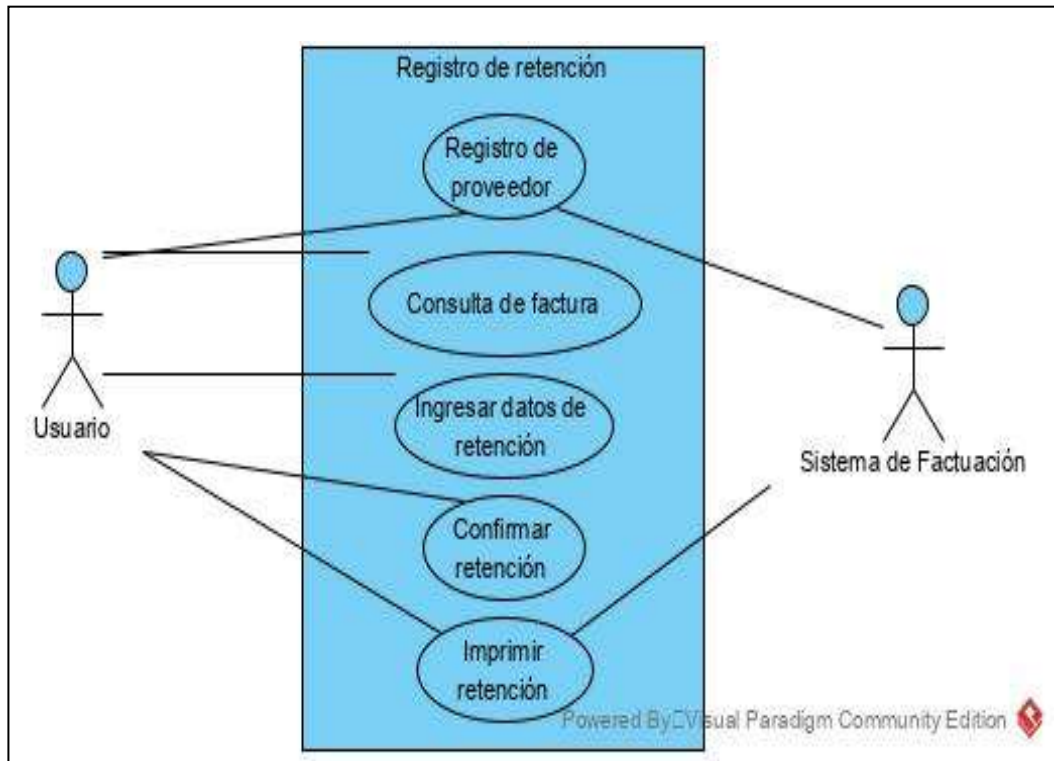 Registro de retención
Registro de
proveedor
Consulta de factura
Ingresar datos de
retención
Usuario
Sistema de Factuación
Confirmar
retención
Imprimir
retención
Powered By Visual Paradigm Community Edition